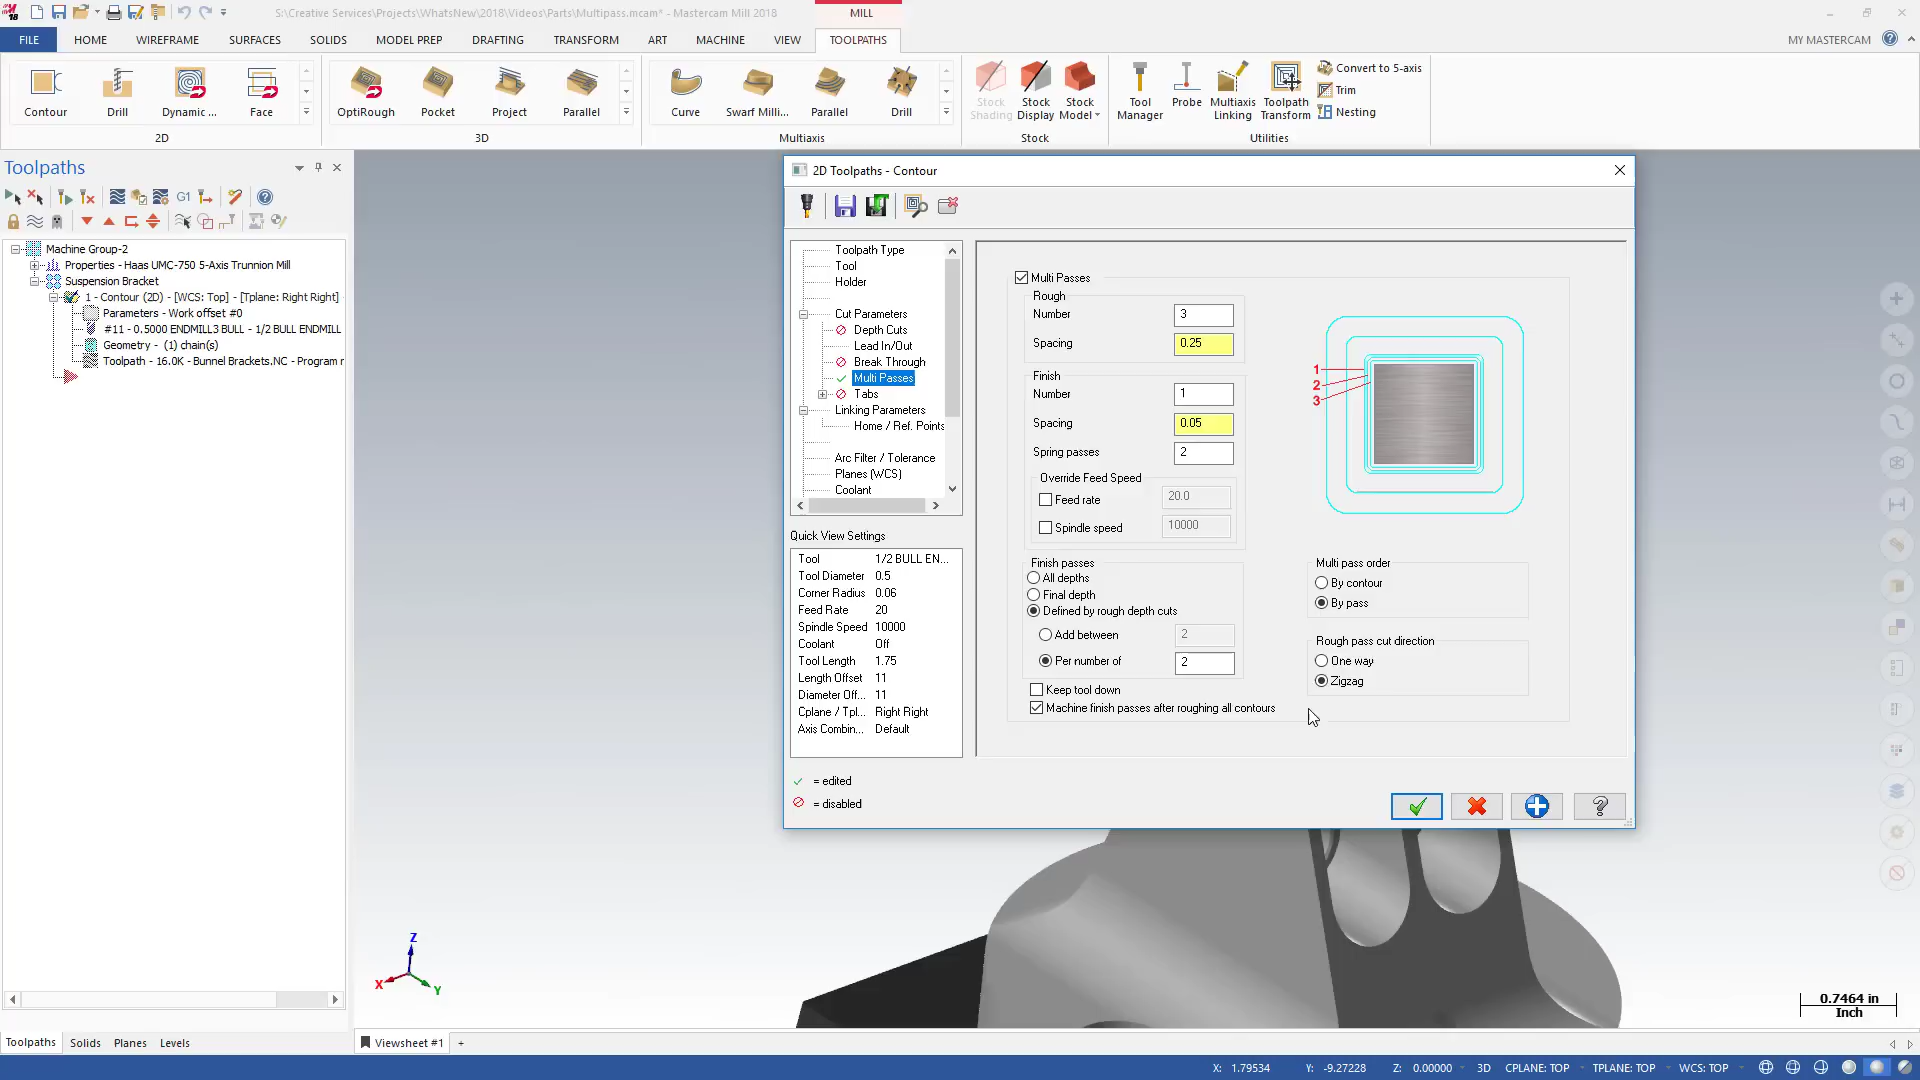 S:\Creative Services\Projects\WhatsNew\2018\Videos\Parts\Multipass.mcam* - Mastercam Mill 2018
MILL
FILE HOME WIREFRAME SURFACES SOLIDS MODEL PREP DRAFTING TRANSFORM ART MACHINE VIEW TOOLPATHS MY MASTERCAM
Contour Drill Dynamic ... Face
2D
OptiRough Pocket Project Parallel
3D
Curve Swarf Milli... Parallel Drill
Multiaxis
Stock Shading
Stock Display
Stock Model
Stock
Tool Manager
Probe
Multiaxis Linking
Toolpath Transform
Convert to 5-axis
Trim
Nesting
Utilities
Toolpaths
G1
Machine Group-2
Properties - Haas UMC-750 5-Axis Trunnion Mill
Suspension Bracket
1 - Contour (2D) - [WCS: Top] - [Tplane: Right Right]
Parameters - Work offset #0
#11 - 0.5000 ENDMILL3 BULL - 1/2 BULL ENDMILL
Geometry - (1) chain(s)
Toolpath - 16.0K - Bunnel Brackets.NC - Program r
2D Toolpaths - Contour
Toolpath Type
Tool
Holder
Cut Parameters
Depth Cuts
Lead In/Out
Break Through
Multi Passes
Tabs
Linking Parameters
Home / Ref. Points
Arc Filter / Tolerance
Planes (WCS)
Coolant
Quick View Settings
Tool 1/2 BULL EN...
Tool Diameter 0.5
Corner Radius 0.06
Feed Rate 20
Spindle Speed 10000
Coolant Off
Tool Length 1.75
Length Offset 11
Diameter Off... 11
Cplane / Tpl... Right Right
Axis Combin... Default
= edited
= disabled
Multi Passes
Rough
Number 3
Spacing 0.25
Finish
Number 1
Spacing 0.05
Spring passes 2
Override Feed Speed
Feed rate 20.0
Spindle speed 10000
Finish passes
All depths
Final depth
Defined by rough depth cuts
Add between 2
Per number of 2
Keep tool down
Machine finish passes after roughing all contours
1
2
3
Multi pass order
By contour
By pass
Rough pass cut direction
One way
Zigzag
Z
X
Y
0.7464 in
Inch
Toolpaths Solids Planes Levels
Viewsheet #1 +
X: 1.79534 Y: -9.27228 Z: 0.00000 3D CPLANE: TOP TPLANE: TOP WCS: TOP